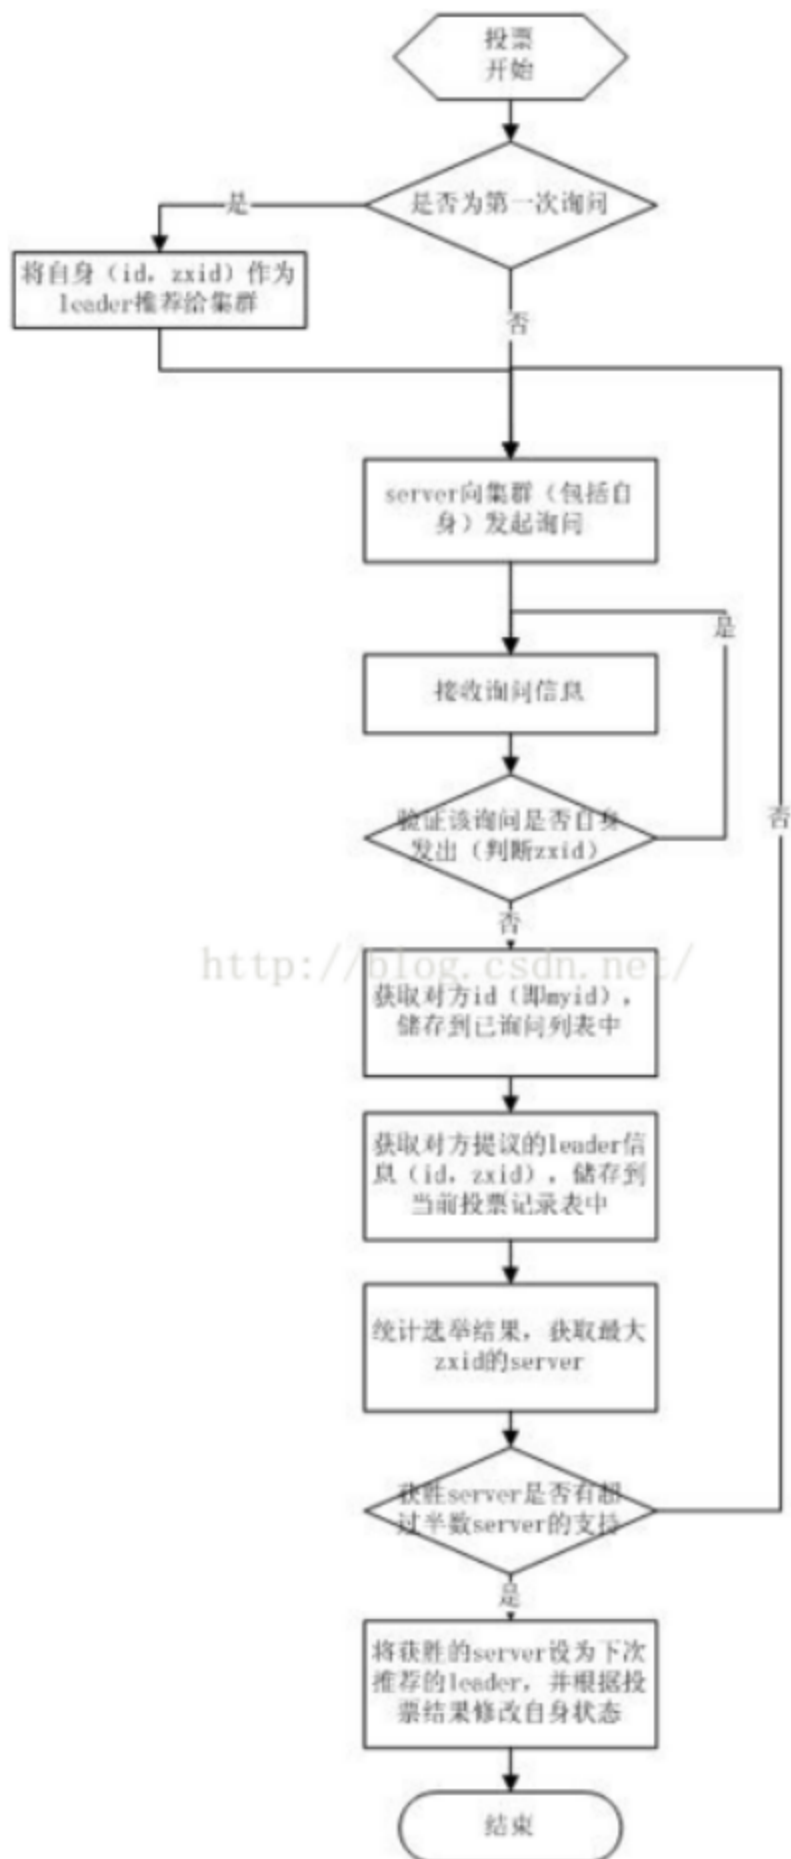 投票
开始
是否为第一次询问
是
将自身（id，zxid）作为
leader推荐给集群
否
server向集群（包括自
身）发起询问
是
接收询问信息
验证该询问是否自身
发出（判断zxid）
否
否
http://blog.csdn.net/
获取对方id（即myid），
储存到已询问列表中
获取对方提议的leader信
息（id，zxid），储存到
当前投票记录表中
统计选举结果，获取最大
zxid的server
获胜server是否有超
过半数server的支持
是
将获胜的server设为下次
推荐的leader，并根据投
票结果修改自身状态
结束